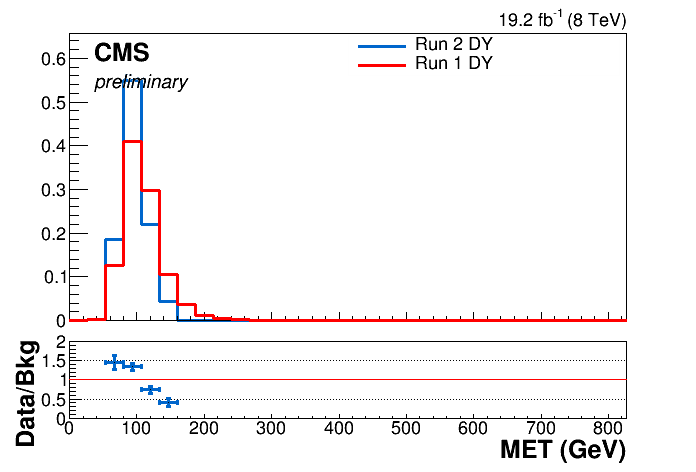 19.2 fb-1 (8 TeV)
CMS
preliminary
Run 2 DY
Run 1 DY
0.6
0.5
0.4
0.3
0.2
0.1
0
2
1.5
1
0.5
0
Data/Bkg
0 100 200 300 400 500 600 700 800
MET (GeV)